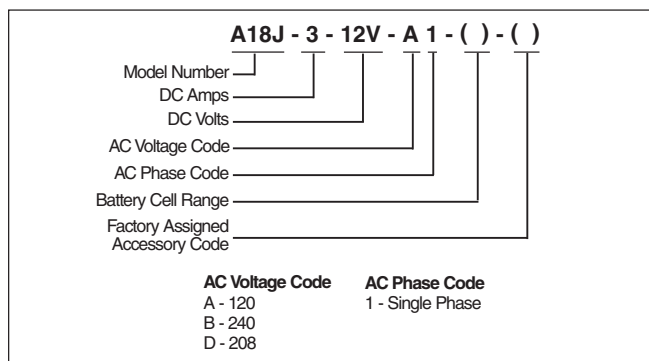 A18J - 3 - 12V - A 1 - ( ) - ( )
Model Number
DC Amps
DC Volts
AC Voltage Code
AC Phase Code
Battery Cell Range
Factory Assigned
Accessory Code
AC Voltage Code
A - 120
B - 240
D - 208
AC Phase Code
1 - Single Phase